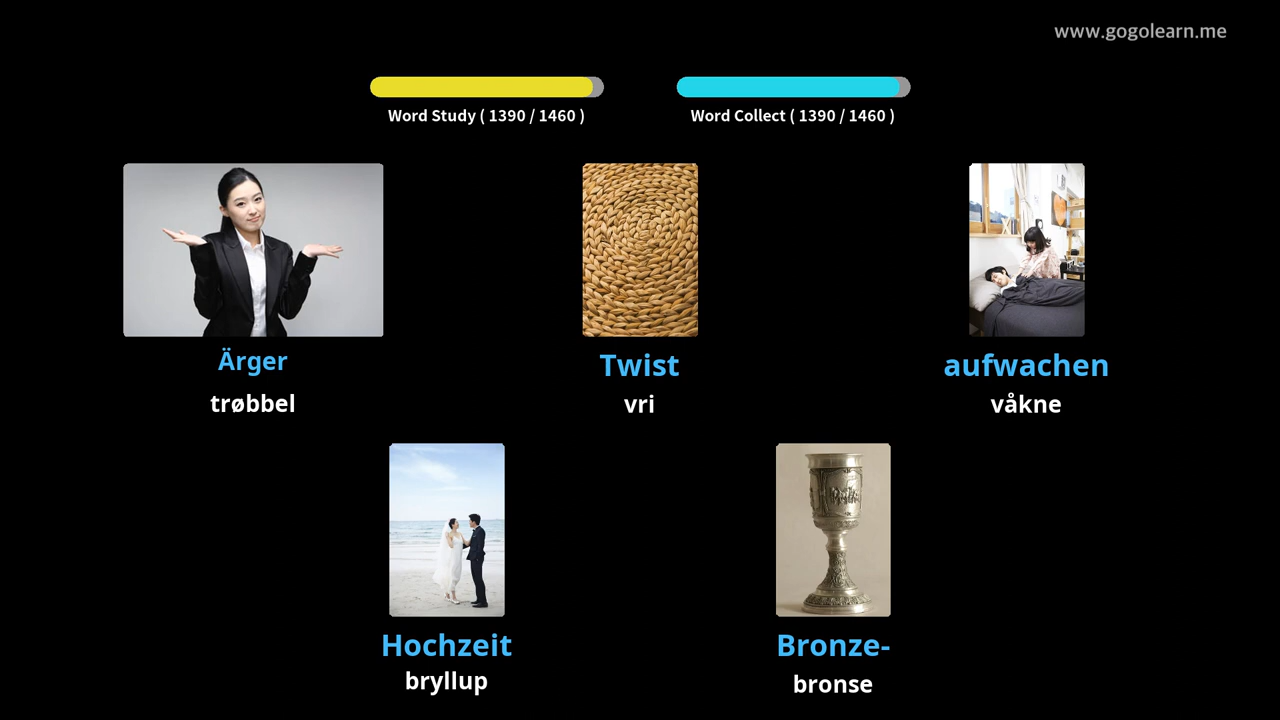 www.gogolearn.me
Word Study ( 1390 / 1460 )
Word Collect ( 1390 / 1460 )
Ärger
trøbbel
Twist
vri
aufwachen
våkne
Hochzeit
bryllup
Bronze-
bronse